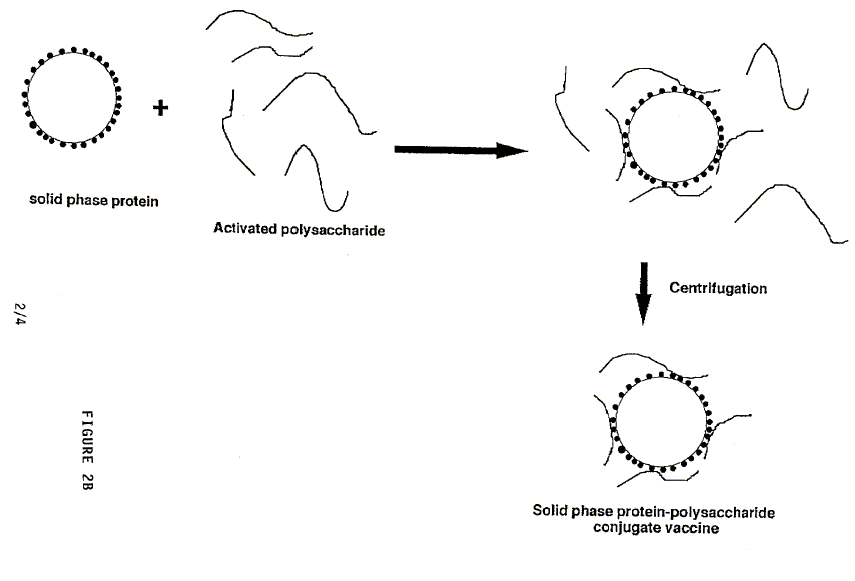 +
solid phase protein
Activated polysaccharide
Centrifugation
Solid phase protein-polysaccharide
conjugate vaccine
2/4
FIGURE 2B